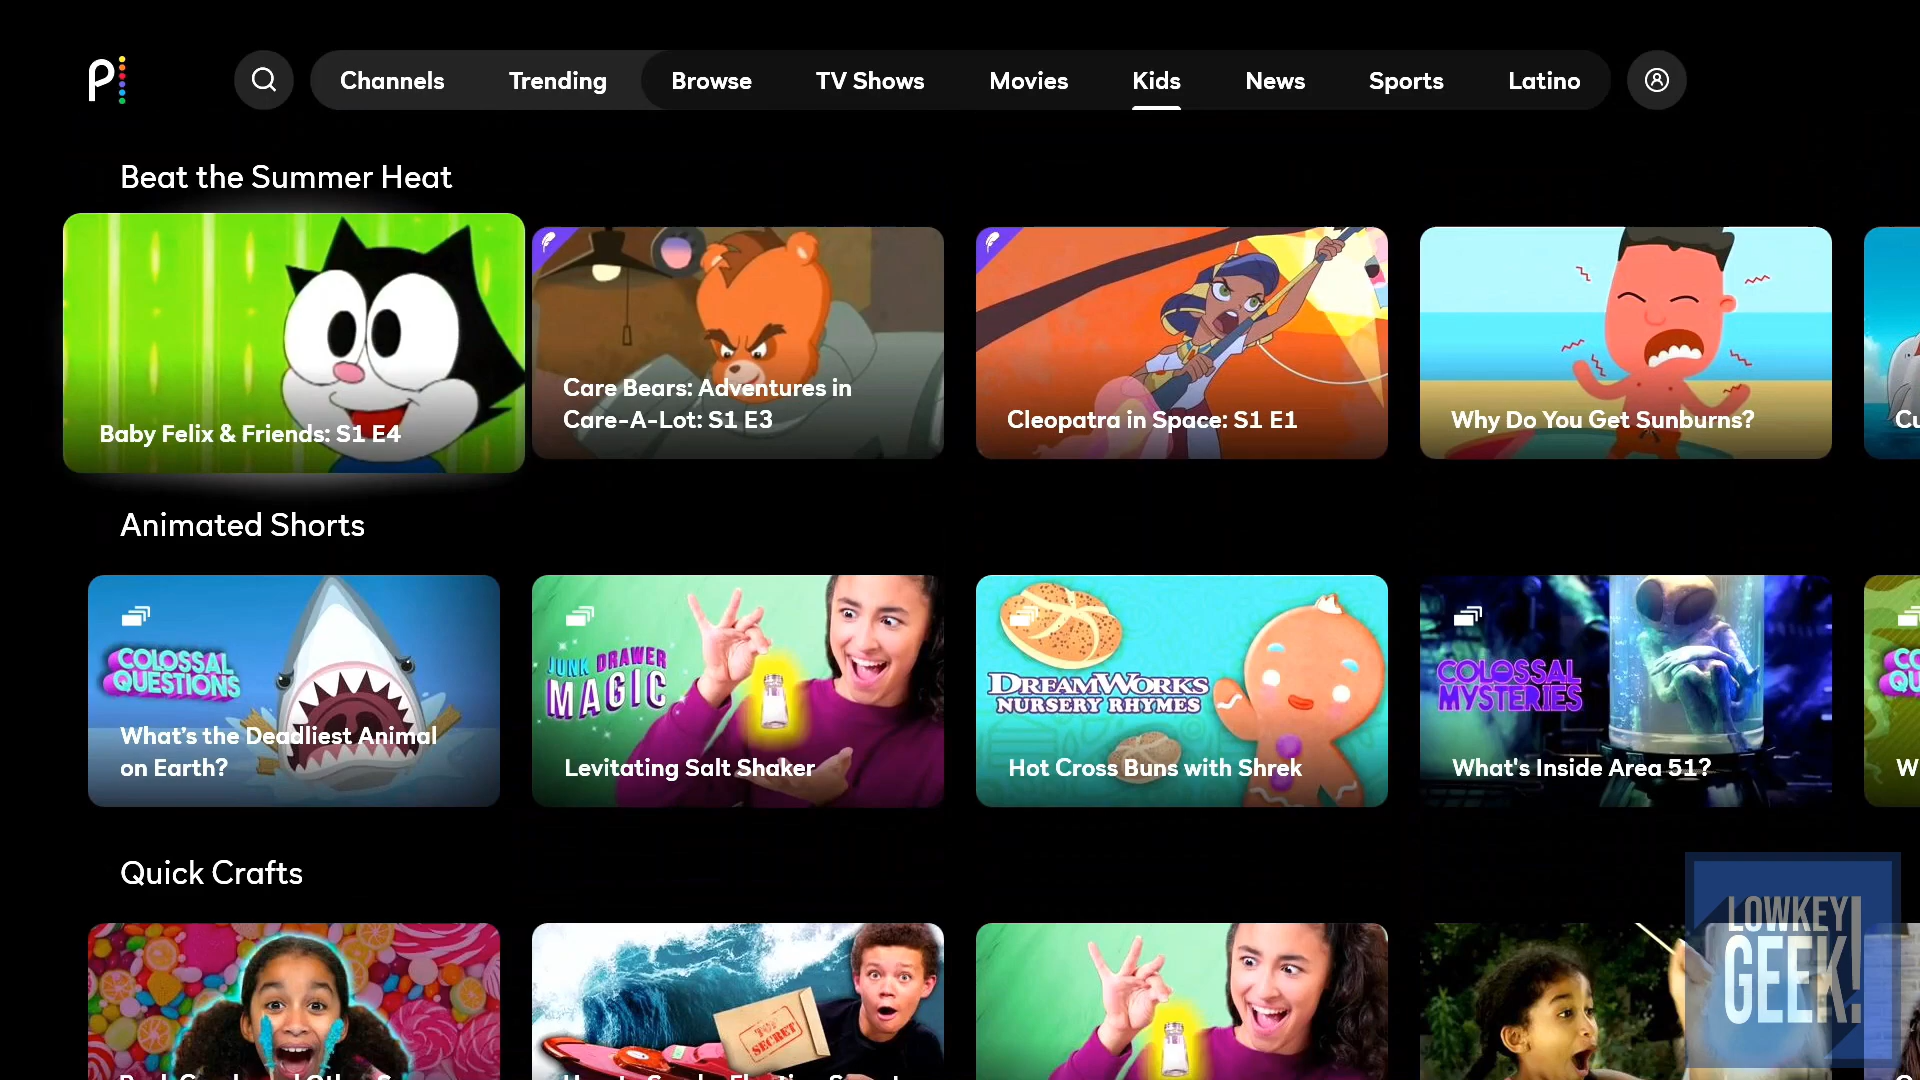 P
Channels
Trending
Browse
TV Shows
Movies
Kids
News
Sports
Latino
Beat the Summer Heat
Baby Felix & Friends: S1 E4
Care Bears: Adventures in
Care-A-Lot: S1 E3
Cleopatra in Space: S1 E1
Why Do You Get Sunburns?
Animated Shorts
COLOSSAL
QUESTIONS
What's the Deadliest Animal
on Earth?
JUNK DRAWER
MAGIC
Levitating Salt Shaker
DREAMWORKS
NURSERY RHYMES
Hot Cross Buns with Shrek
COLOSSAL
MYSTERIES
What's Inside Area 51?
Quick Crafts
TOP
SECRET
LOWKEY
GEEK!